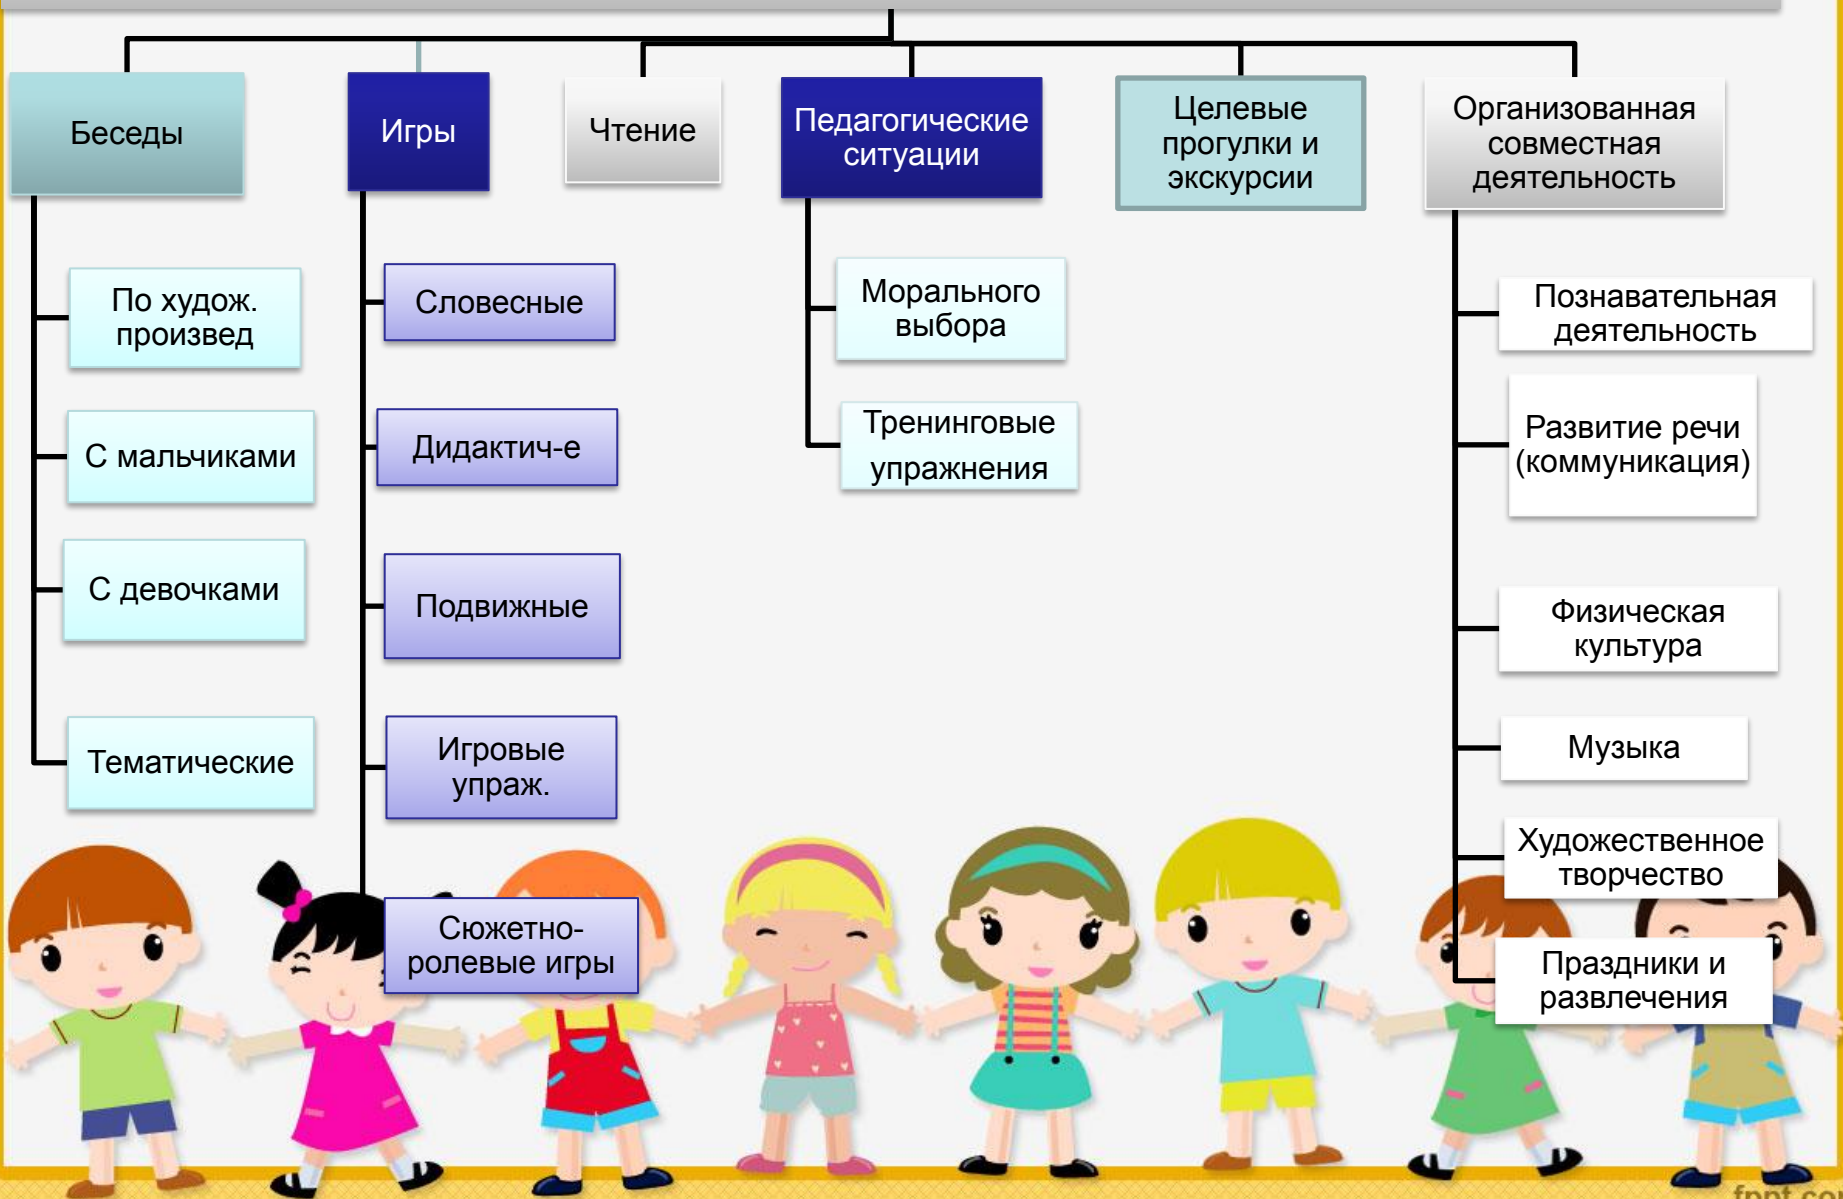 Беседы
Игры
Чтение
Педагогические
ситуации
Целевые
прогулки и
экскурсии
Организованная
совместная
деятельность
По худож.
произвед
С мальчиками
С девочками
Тематические
Словесные
Дидактич-е
Подвижные
Игровые
упраж.
Сюжетно-
ролевые игры
Морального
выбора
Тренинговые
упражнения
Познавательная
деятельность
Развитие речи
(коммуникация)
Физическая
культура
Музыка
Художественное
творчество
Праздники и
развлечения